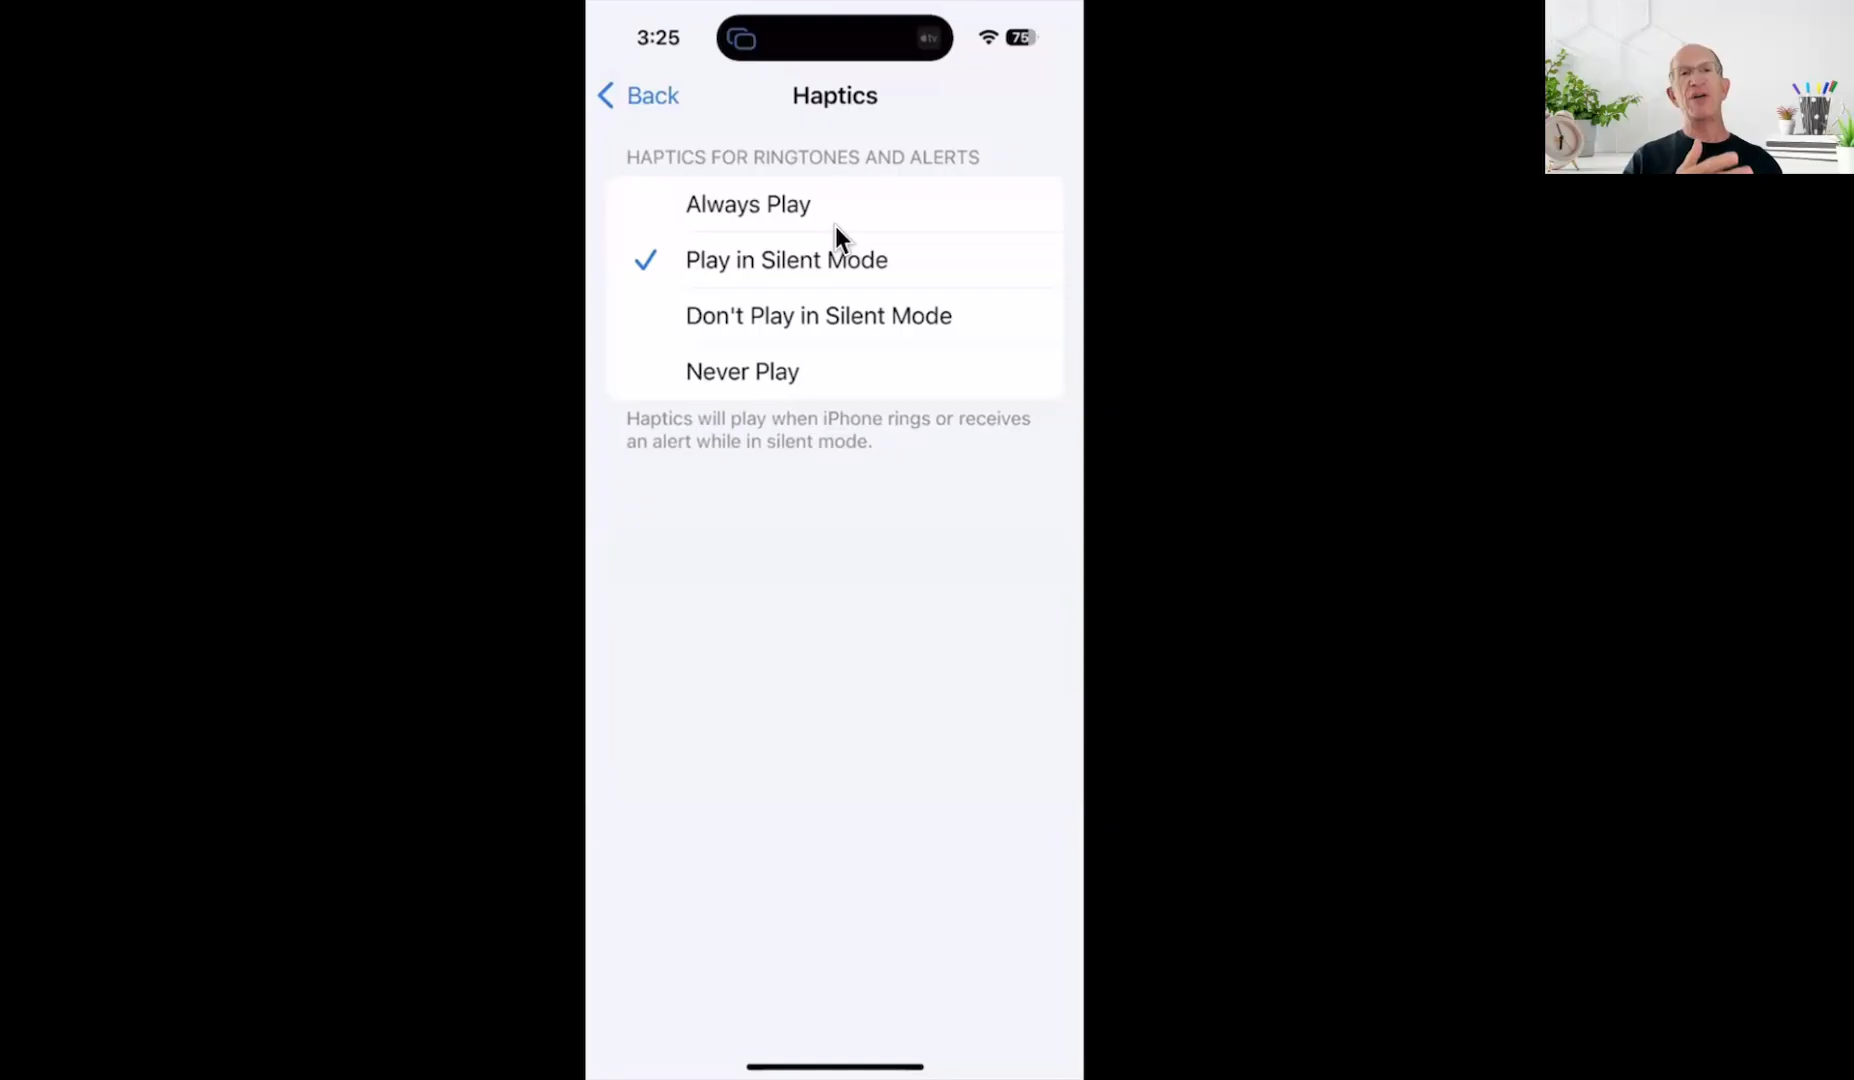 3:25
tv
75
Back
Haptics
HAPTICS FOR RINGTONES AND ALERTS
Always Play
Play in Silent Mode
Don't Play in Silent Mode
Never Play
Haptics will play when iPhone rings or receives
an alert while in silent mode.